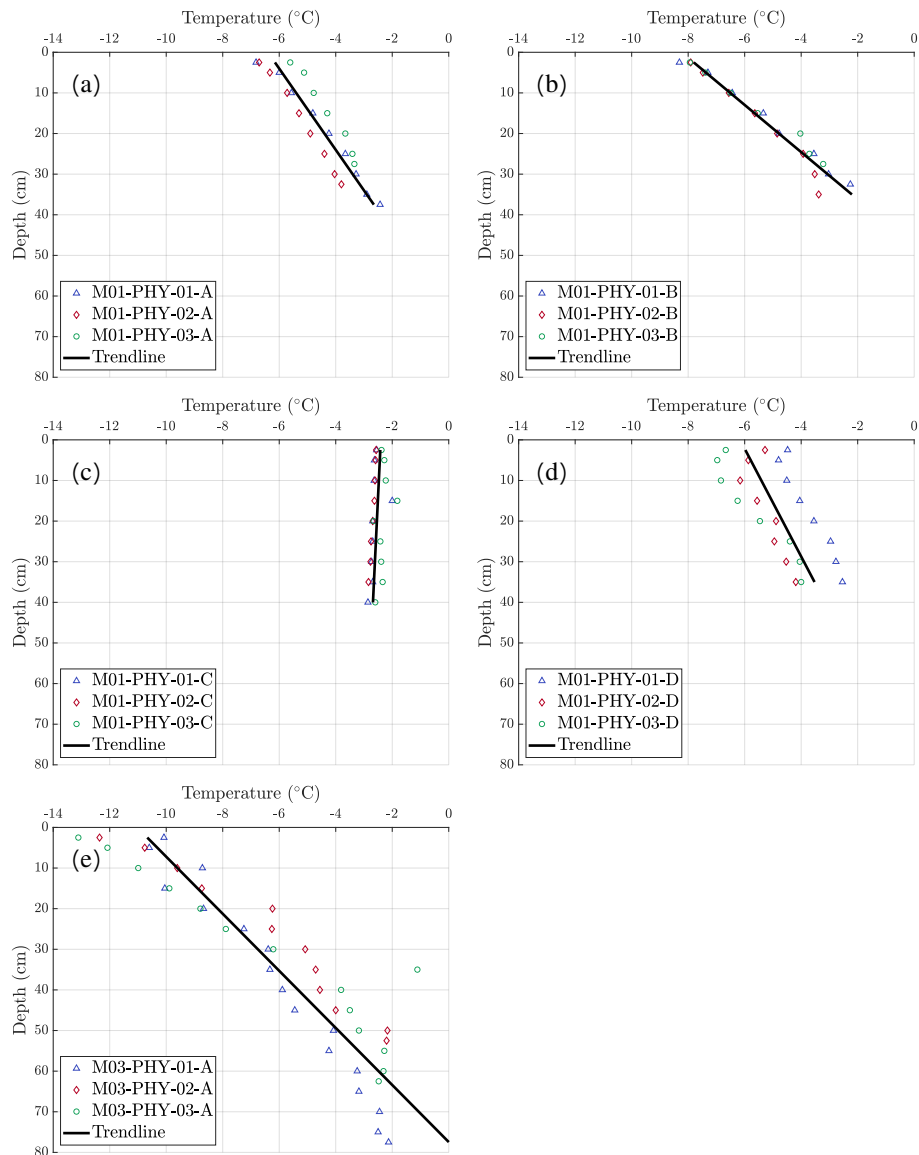 Temperature (°C)
-14 -12 -10 -8 -6 -4 -2 0
0
10
20
30
40
50
60
70
80
Depth (cm)
(a)
M01-PHY-01-A
M01-PHY-02-A
M01-PHY-03-A
Trendline
Temperature (°C)
-14 -12 -10 -8 -6 -4 -2 0
0
10
20
30
40
50
60
70
80
Depth (cm)
(b)
M01-PHY-01-B
M01-PHY-02-B
M01-PHY-03-B
Trendline
Temperature (°C)
-14 -12 -10 -8 -6 -4 -2 0
0
10
20
30
40
50
60
70
80
Depth (cm)
(c)
M01-PHY-01-C
M01-PHY-02-C
M01-PHY-03-C
Trendline
Temperature (°C)
-14 -12 -10 -8 -6 -4 -2 0
0
10
20
30
40
50
60
70
80
Depth (cm)
(d)
M01-PHY-01-D
M01-PHY-02-D
M01-PHY-03-D
Trendline
Temperature (°C)
-14 -12 -10 -8 -6 -4 -2 0
0
10
20
30
40
50
60
70
80
Depth (cm)
(e)
M03-PHY-01-A
M03-PHY-02-A
M03-PHY-03-A
Trendline